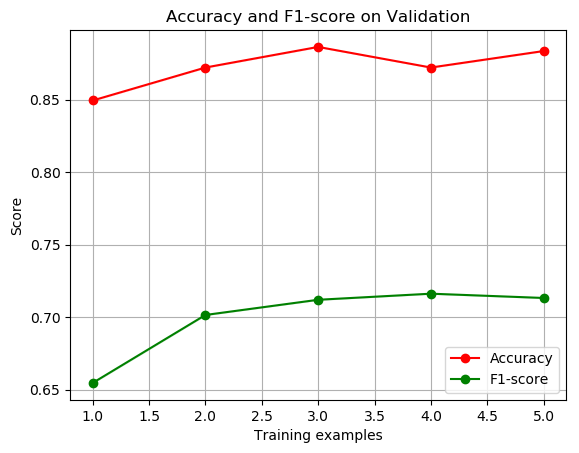 Accuracy and F1-score on Validation
Score
0.85
0.80
0.75
0.70
0.65
Accuracy
F1-score
1.0 1.5 2.0 2.5 3.0 3.5 4.0 4.5 5.0
Training examples